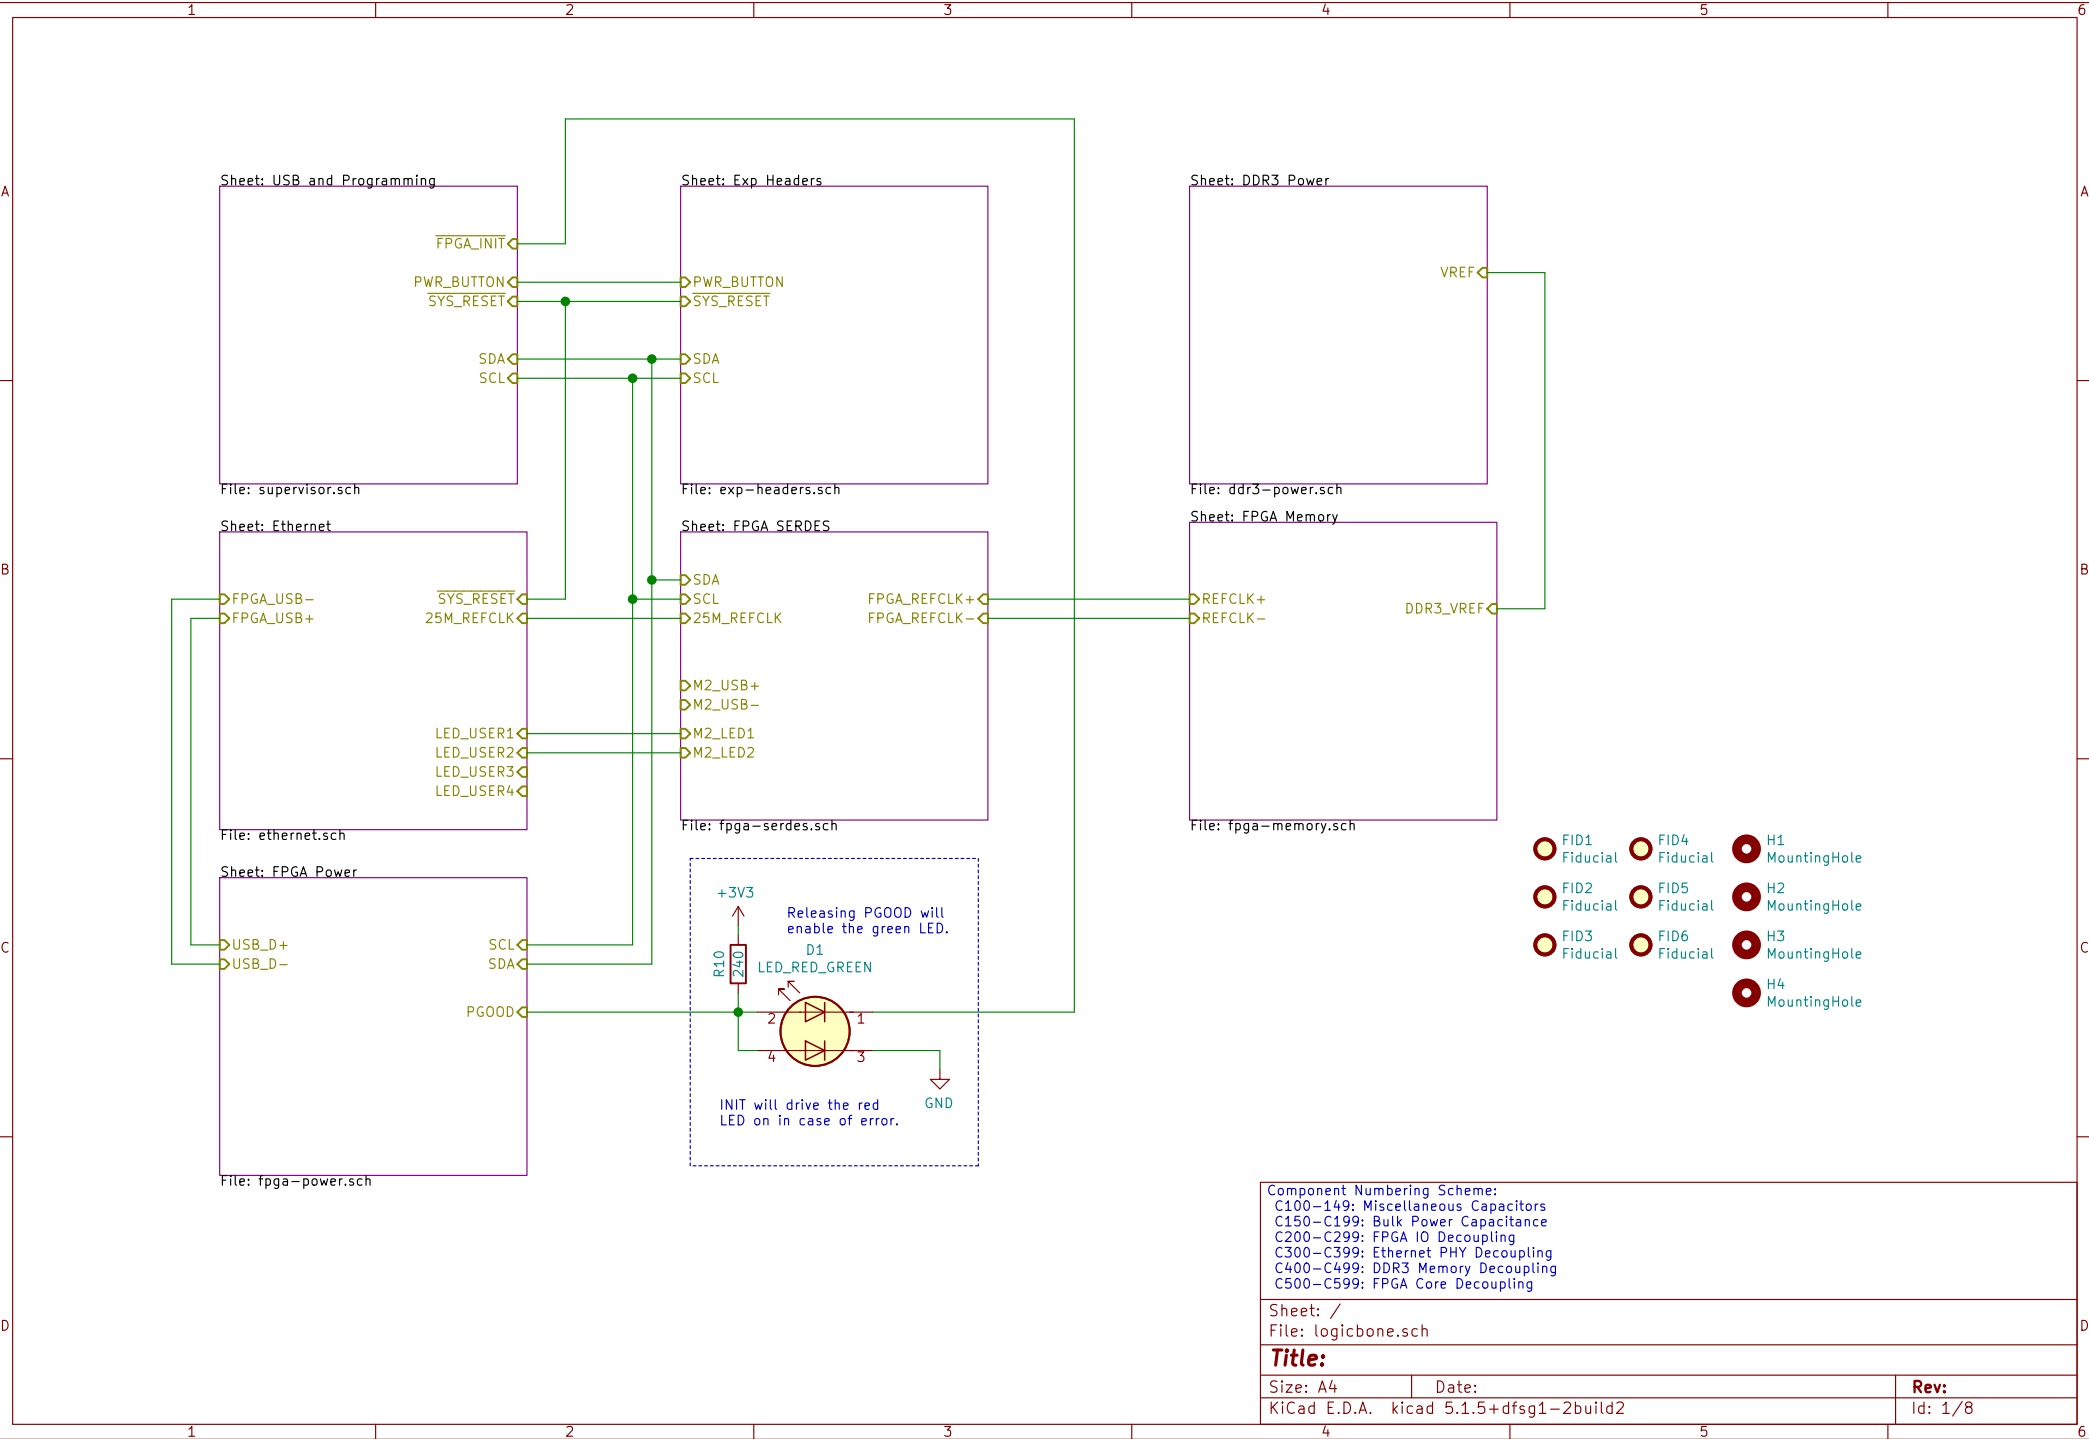 1 2 3 4 5 6
A A
B B
C C
D D
Sheet: USB and Programming
FPGA_INIT
PWR_BUTTON
SYS_RESET
SDA
SCL
File: supervisor.sch
Sheet: Exp Headers
PWR_BUTTON
SYS_RESET
SDA
SCL
File: exp-headers.sch
Sheet: DDR3 Power
VREF
File: ddr3-power.sch
Sheet: Ethernet
FPGA_USB-
FPGA_USB+
SYS_RESET
25M_REFCLK
LED_USER1
LED_USER2
LED_USER3
LED_USER4
File: ethernet.sch
Sheet: FPGA SERDES
SDA
SCL
25M_REFCLK
M2_USB+
M2_USB-
M2_LED1
M2_LED2
FPGA_REFCLK+
FPGA_REFCLK-
File: fpga-serdes.sch
Sheet: FPGA Memory
REFCLK+
REFCLK-
DDR3_VREF
File: fpga-memory.sch
Sheet: FPGA Power
USB_D+
USB_D-
SCL
SDA
PGOOD
File: fpga-power.sch
+3V3
Releasing PGOOD will
enable the green LED.
R10
240
D1
LED_RED_GREEN
2 1
4 3
GND
INIT will drive the red
LED on in case of error.
FID1
Fiducial
FID4
Fiducial
H1
MountingHole
FID2
Fiducial
FID5
Fiducial
H2
MountingHole
FID3
Fiducial
FID6
Fiducial
H3
MountingHole
H4
MountingHole
Component Numbering Scheme:
C100-149: Miscellaneous Capacitors
C150-C199: Bulk Power Capacitance
C200-C299: FPGA IO Decoupling
C300-C399: Ethernet PHY Decoupling
C400-C499: DDR3 Memory Decoupling
C500-C599: FPGA Core Decoupling
Sheet: /
File: logicbone.sch
Title:
Size: A4 Date: Rev:
KiCad E.D.A. kicad 5.1.5+dfsg1-2build2 Id: 1/8
1 2 3 4 5 6